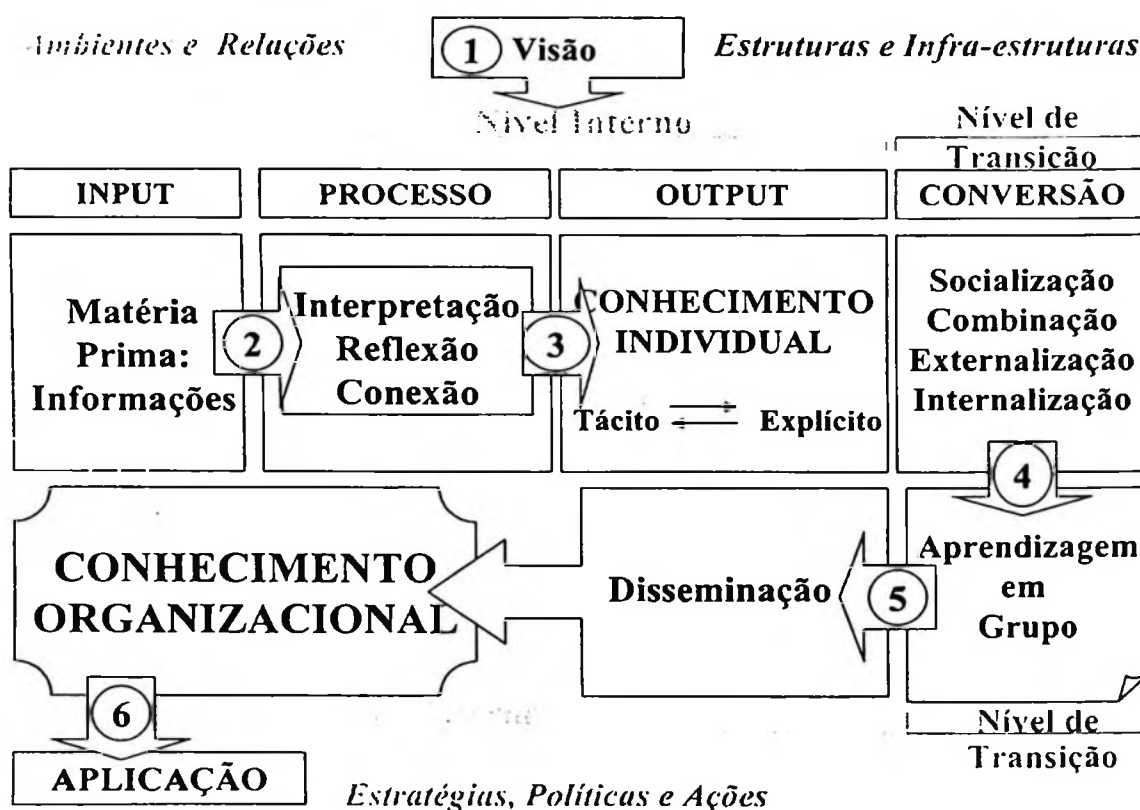 Ambientes e Relações
1 Visão
Estruturas e Infra-estruturas
Nível Interno
Nível de
Transição
INPUT
PROCESSO
OUTPUT
CONVERSÃO
Matéria
Prima:
Informações
2
Interpretação
Reflexão
Conexão
3
CONHECIMENTO
INDIVIDUAL
Tácito Explícito
Socialização
Combinação
Externalização
Internalização
4
CONHECIMENTO
ORGANIZACIONAL
Disseminação
5
Aprendizagem
em
Grupo
6
Nível de
Transição
APLICAÇÃO
Estratégias, Políticas e Ações